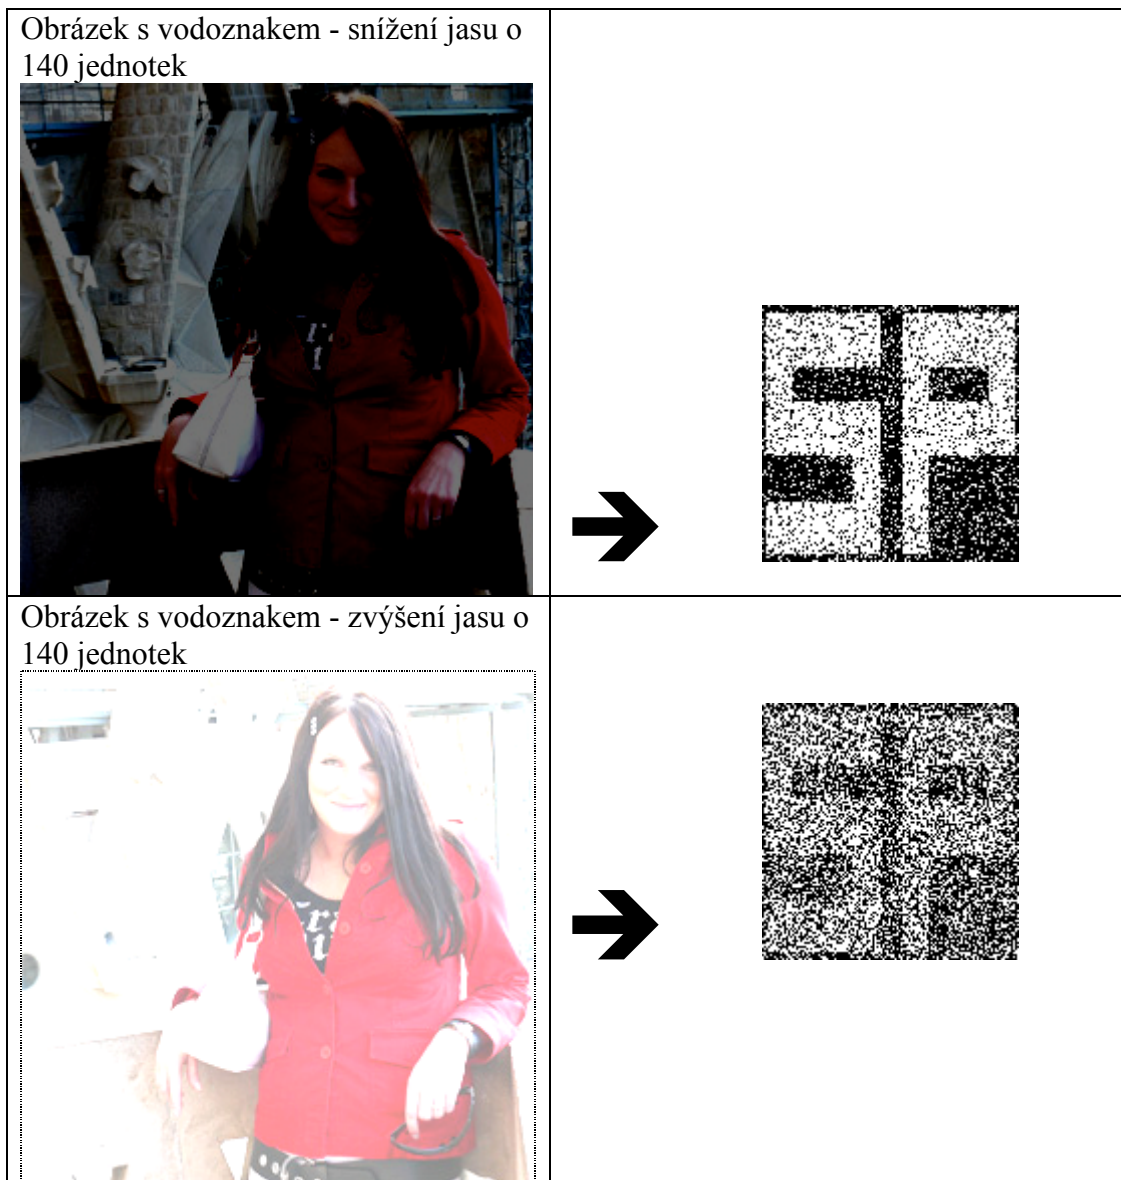 Obrázek s vodoznakem - snížení jasu o
140 jednotek
Obrázek s vodoznakem - zvýšení jasu o
140 jednotek